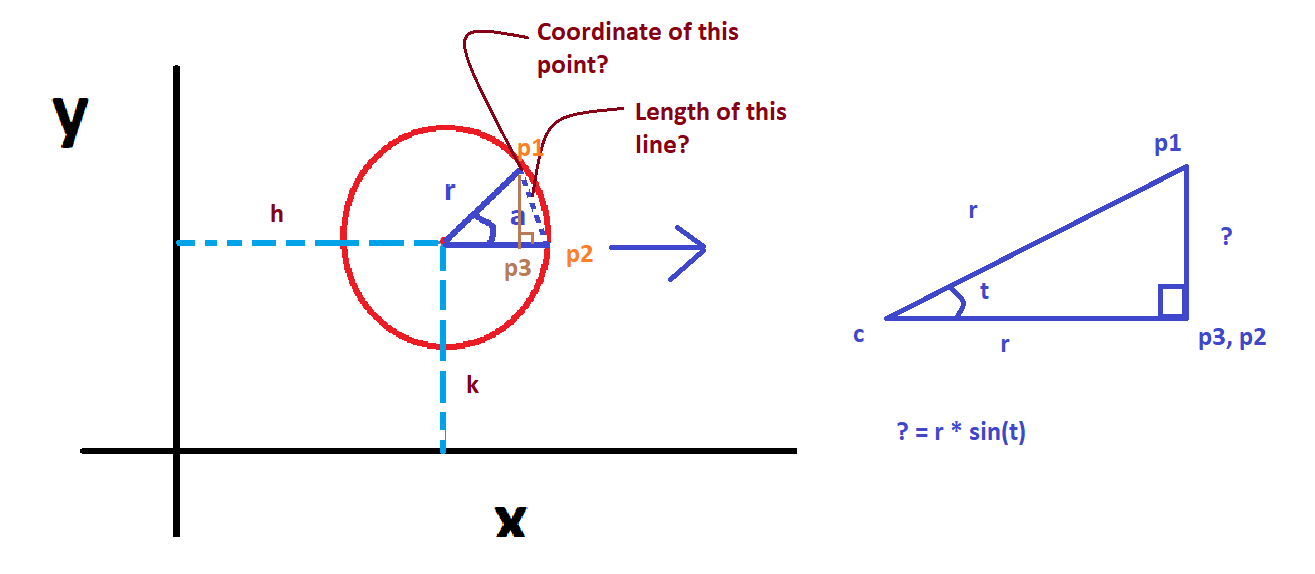 Coordinate of this
point?
Length of this
line?
y
p1
r
a
h
p2
p3
k
x
p1
r
?
t
c
r
p3, p2
? = r * sin(t)